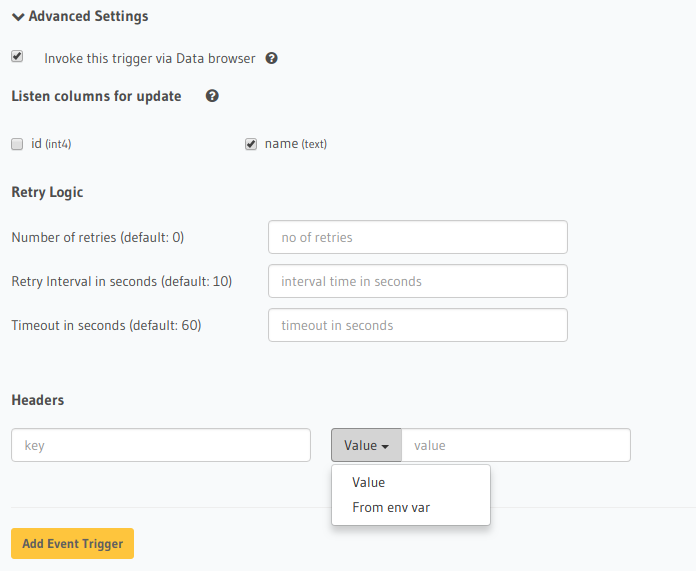 Advanced Settings
Invoke this trigger via Data browser
Listen columns for update
id (int4) name (text)
Retry Logic
Number of retries (default: 0) no of retries
Retry Interval in seconds (default: 10) interval time in seconds
Timeout in seconds (default: 60) timeout in seconds
Headers
key Value value
Value
From env var
Add Event Trigger